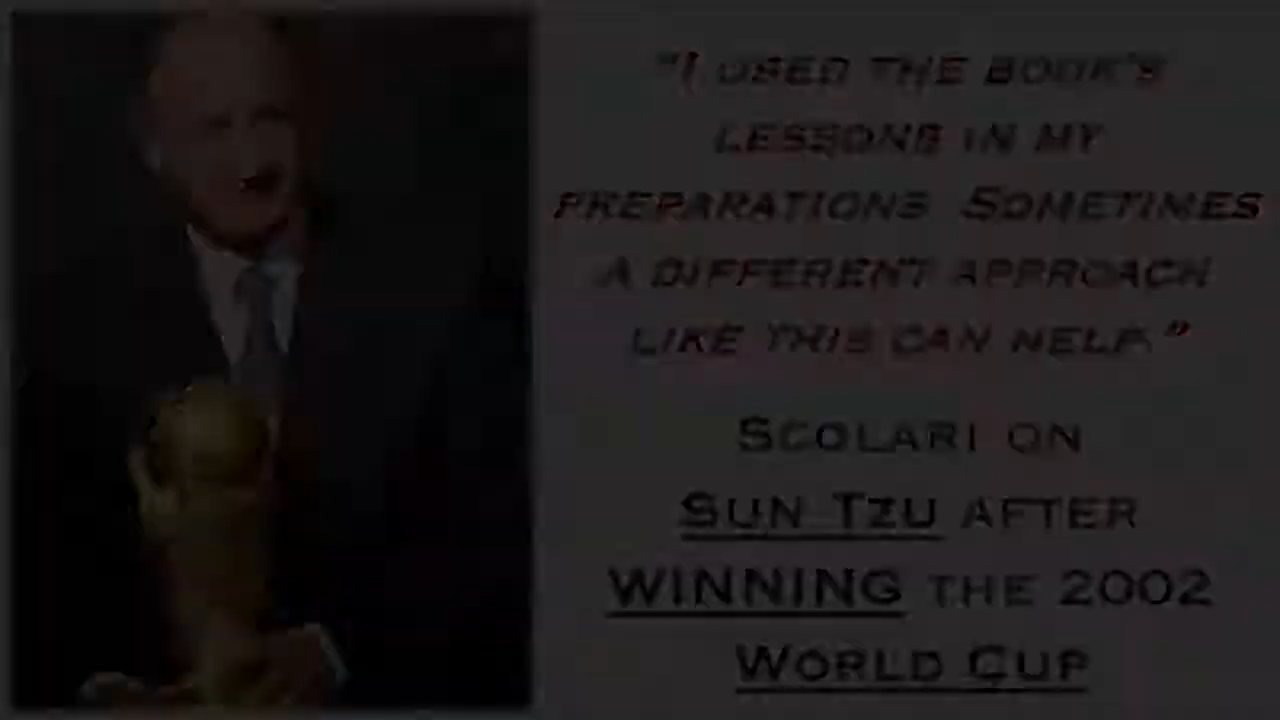 "I USED THE BOOK'S
LESSONS IN MY
PREPARATIONS SOMETIMES
A DIFFERENT APPROACH
LIKE THIS CAN HELP."
SCOLARI ON
SUN TZU AFTER
WINNING THE 2002
WORLD CUP